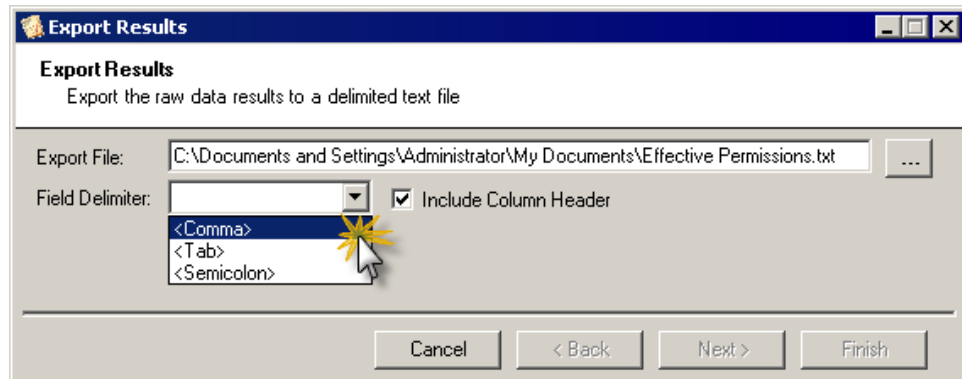 Export Results
Export Results
Export the raw data results to a delimited text file
Export File: C:\Documents and Settings\Administrator\My Documents\Effective Permissions.txt ...
Field Delimiter: Include Column Header
<Comma>
<Tab>
<Semicolon>
Cancel < Back Next > Finish